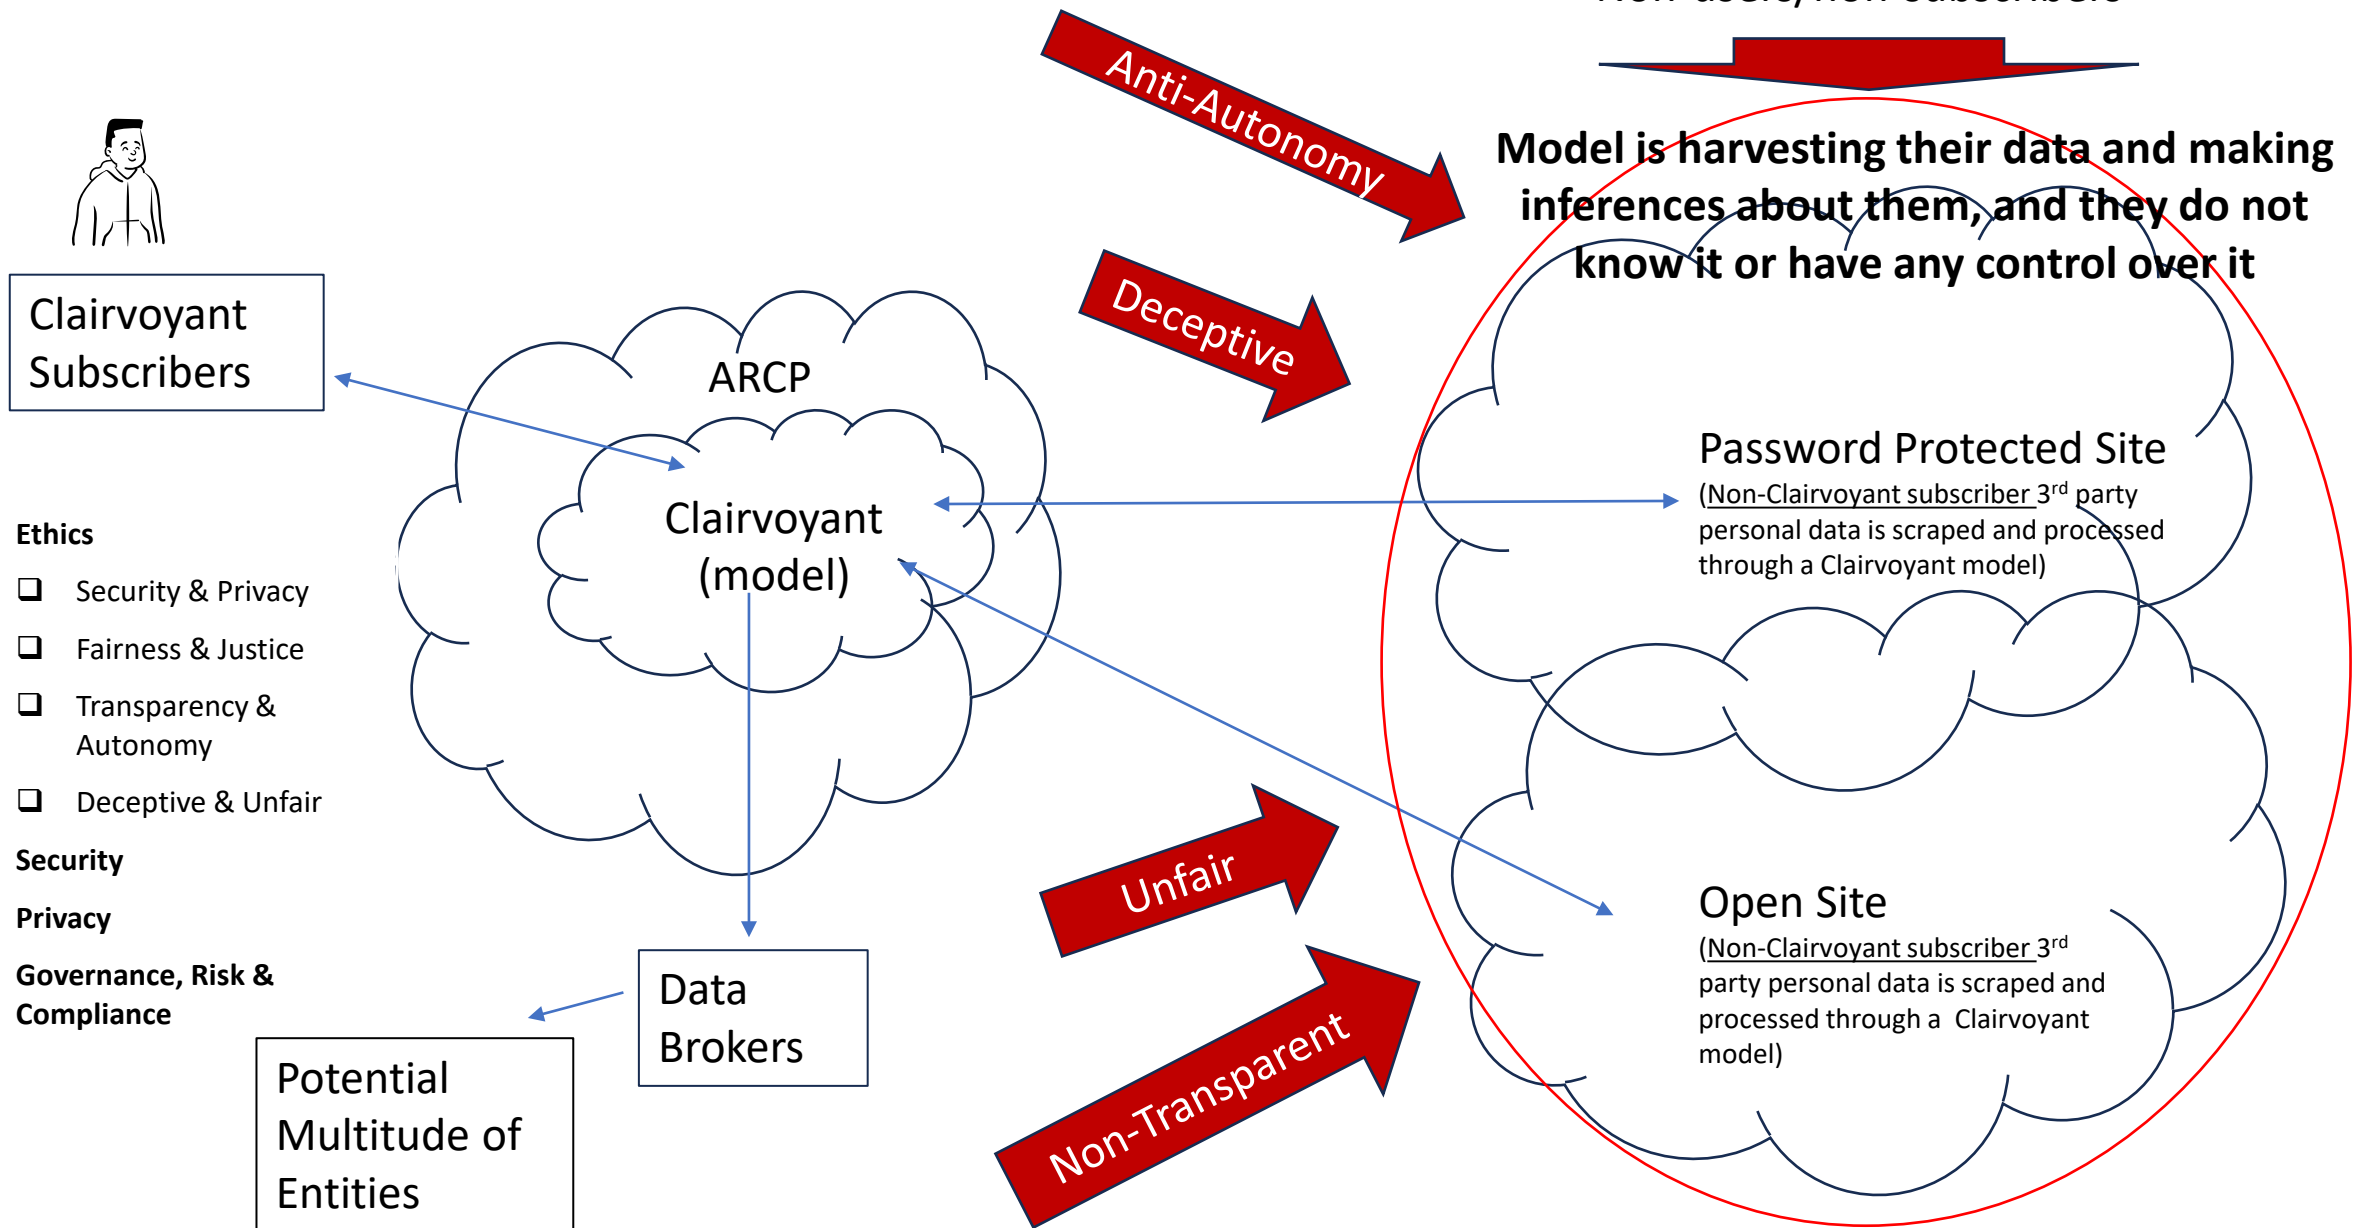 Non-users/non-subscribers
Anti-Autonomy
Model is harvesting their data and making
inferences about them, and they do not
know it or have any control over it
Deceptive
Clairvoyant
Subscribers
ARCP
Clairvoyant
(model)
Password Protected Site
(Non-Clairvoyant subscriber 3rd party
personal data is scraped and processed
through a Clairvoyant model)
Ethics
Security & Privacy
Fairness & Justice
Transparency &
Autonomy
Deceptive & Unfair
Security
Privacy
Governance, Risk &
Compliance
Unfair
Open Site
(Non-Clairvoyant subscriber 3rd
party personal data is scraped and
processed through a Clairvoyant
model)
Data
Brokers
Non-Transparent
Potential
Multitude of
Entities